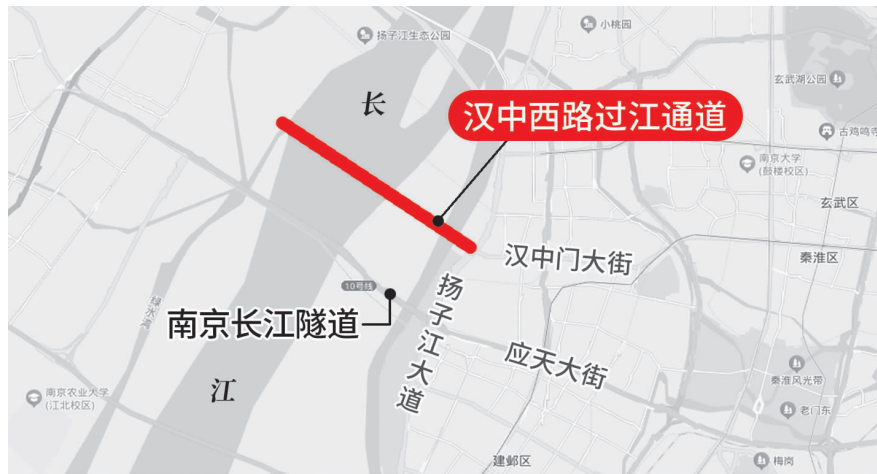 小桃园
扬子江生态公园
长
玄武湖公园
汉中西路过江通道
古鸡鸣寺
南京大学
(鼓楼校区)
玄武区
汉中门大街
秦淮区
10号线
扬子江大道
绿水湾
南京长江隧道
应天大街
秦淮风光带
江
南京农业大学
(江北校区)
老门东
建邺区
梅岗